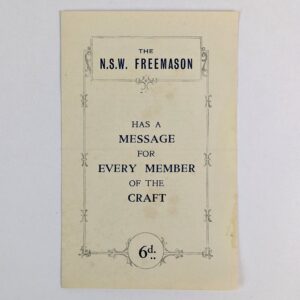 THE
N.S.W. FREEMASON
HAS A
MESSAGE
FOR
EVERY MEMBER
OF THE
CRAFT
6d.